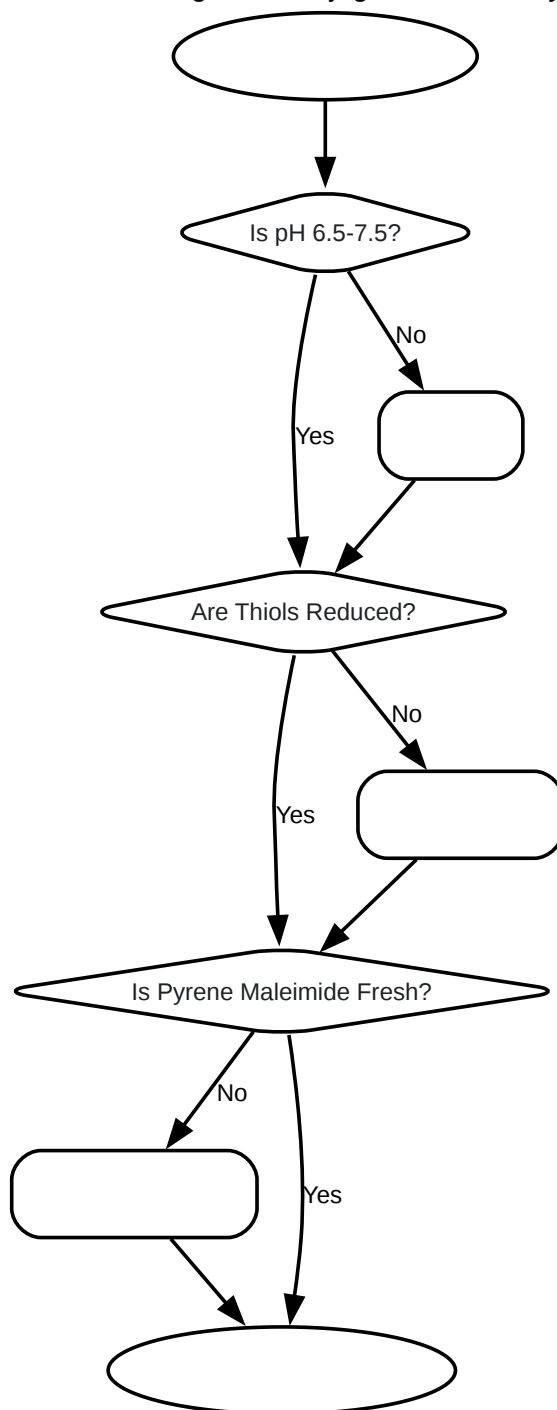 Is pH 6.5-7.5?
No
Yes
Are Thiols Reduced?
No
Yes
Is Pyrene Maleimide Fresh?
No
Yes